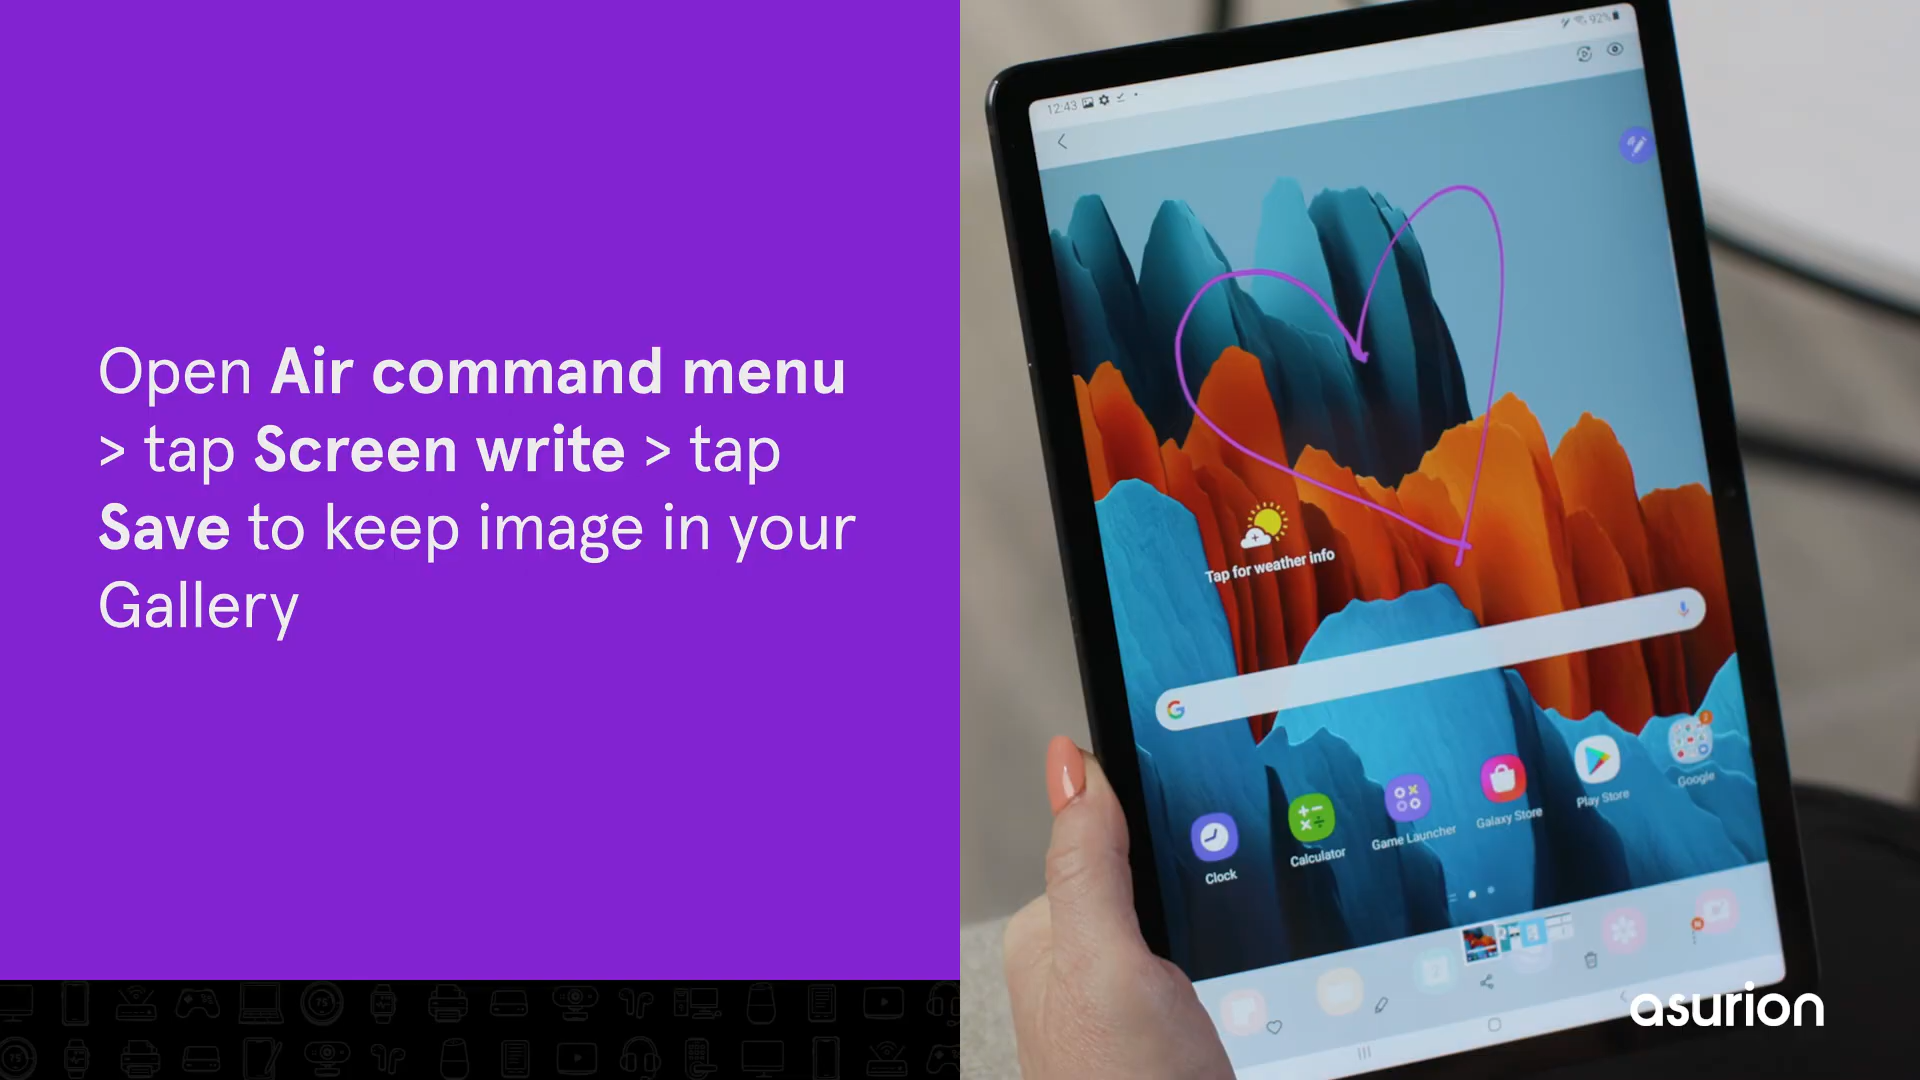 Open Air command menu
> tap Screen write > tap
Save to keep image in your
Gallery
12:43
92%
Tap for weather info
Clock
Calculator
Game Launcher
Galaxy Store
Play Store
Google
asurion